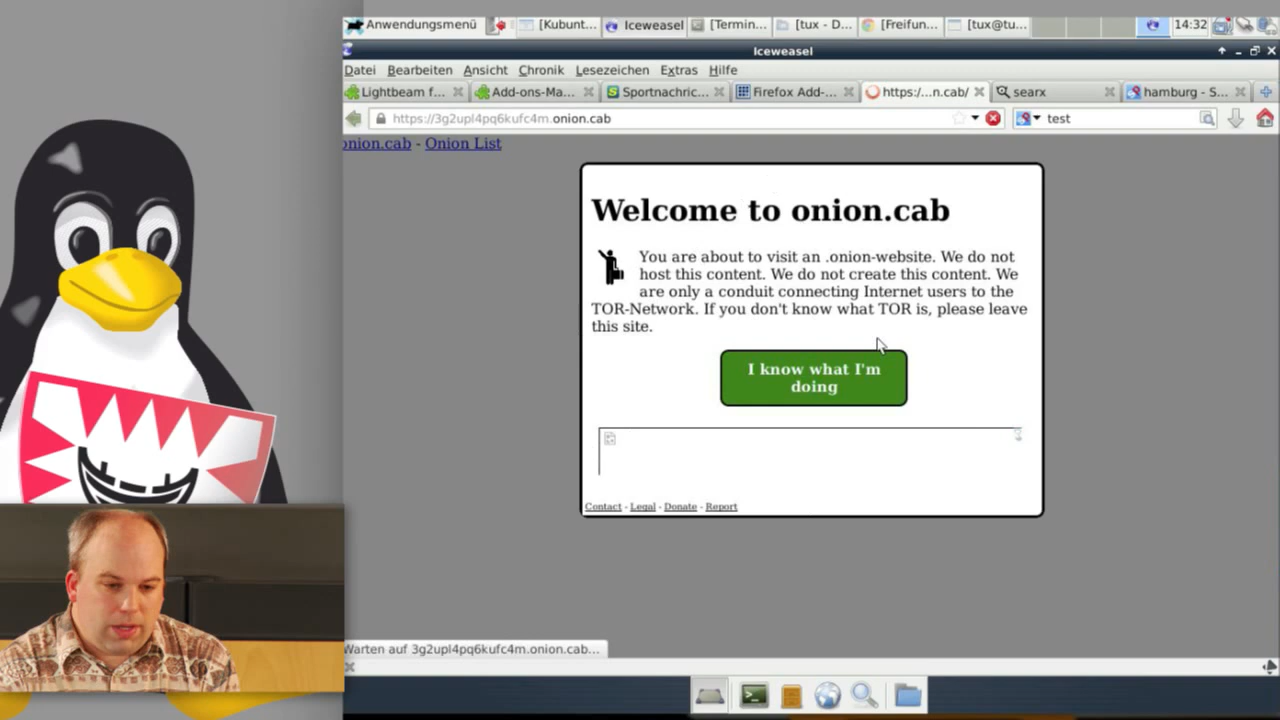 Anwendungsmenü [Kubunt... Iceweasel [Termin... [tux - D... [Freifun... [tux@tu... 14:32
Iceweasel
Datei Bearbeiten Ansicht Chronik Lesezeichen Extras Hilfe
Lightbeam f... Add-ons-Ma... Sportnachric... Firefox Add-... https:/...n.cab/ searx hamburg - S...
https://3g2upl4pq6kufc4m.onion.cab test
onion.cab - Onion List
Welcome to onion.cab
You are about to visit an .onion-website. We do not
host this content. We do not create this content. We
are only a conduit connecting Internet users to the
TOR-Network. If you don't know what TOR is, please leave
this site.
I know what I'm
doing
Contact - Legal - Donate - Report
Warten auf 3g2upl4pq6kufc4m.onion.cab...